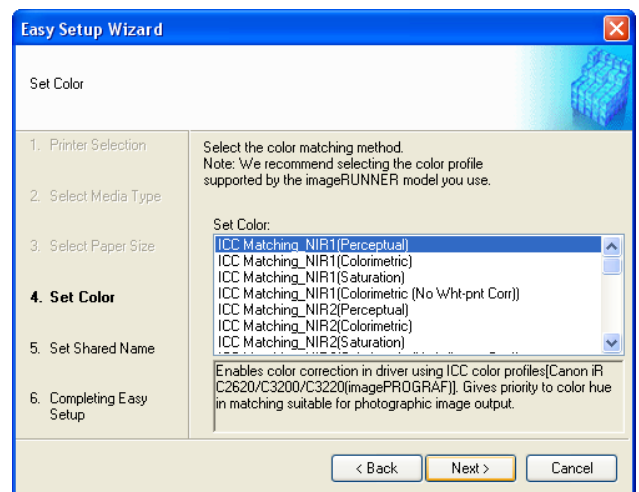 Easy Setup Wizard
Set Color
1. Printer Selection
2. Select Media Type
3. Select Paper Size
4. Set Color
5. Set Shared Name
6. Completing Easy
Setup
Select the color matching method.
Note: We recommend selecting the color profile
supported by the imageRUNNER model you use.
Set Color:
ICC Matching_NIR1(Perceptual)
ICC Matching_NIR1(Colorimetric)
ICC Matching_NIR1(Saturation)
ICC Matching_NIR1(Colorimetric (No Wht-pnt Corr))
ICC Matching_NIR2(Perceptual)
ICC Matching_NIR2(Colorimetric)
ICC Matching_NIR2(Saturation)
Enables color correction in driver using ICC color profiles[Canon iR
C2620/C3200/C3220(imagePROGRAF)]. Gives priority to color hue
in matching suitable for photographic image output.
< Back
Next >
Cancel